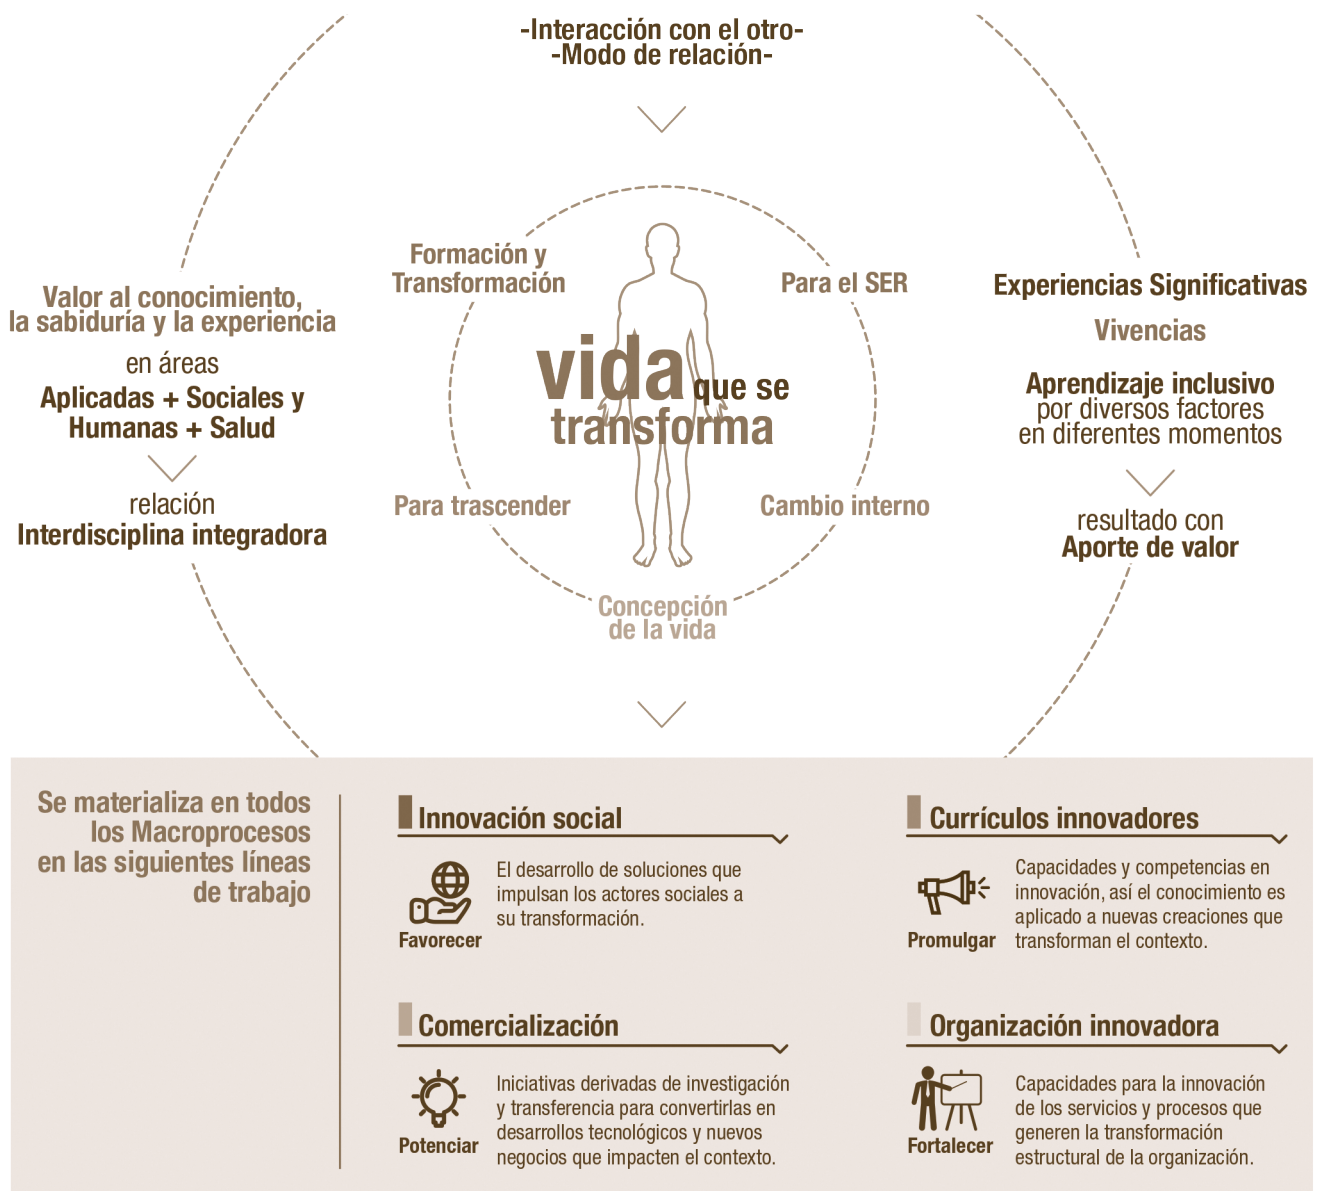 -Interacción con el otro-
-Modo de relación-
Formación y
Transformación
Para el SER
vida que se
transforma
Para trascender
Cambio interno
Concepción
de la vida
Valor al conocimiento,
la sabiduría y la experiencia
en áreas
Aplicadas + Sociales y
Humanas + Salud
relación
Interdisciplina integradora
Experiencias Significativas
Vivencias
Aprendizaje inclusivo
por diversos factores
en diferentes momentos
resultado con
Aporte de valor
Se materializa en todos
los Macroprocesos
en las siguientes líneas
de trabajo
Innovación social
Favorecer
El desarrollo de soluciones que
impulsan los actores sociales a
su transformación.
Currículos innovadores
Promulgar
Capacidades y competencias en
innovación, así el conocimiento es
aplicado a nuevas creaciones que
transforman el contexto.
Comercialización
Potenciar
Iniciativas derivadas de investigación
y transferencia para convertirlas en
desarrollos tecnológicos y nuevos
negocios que impacten el contexto.
Organización innovadora
Fortalecer
Capacidades para la innovación
de los servicios y procesos que
generen la transformación
estructural de la organización.